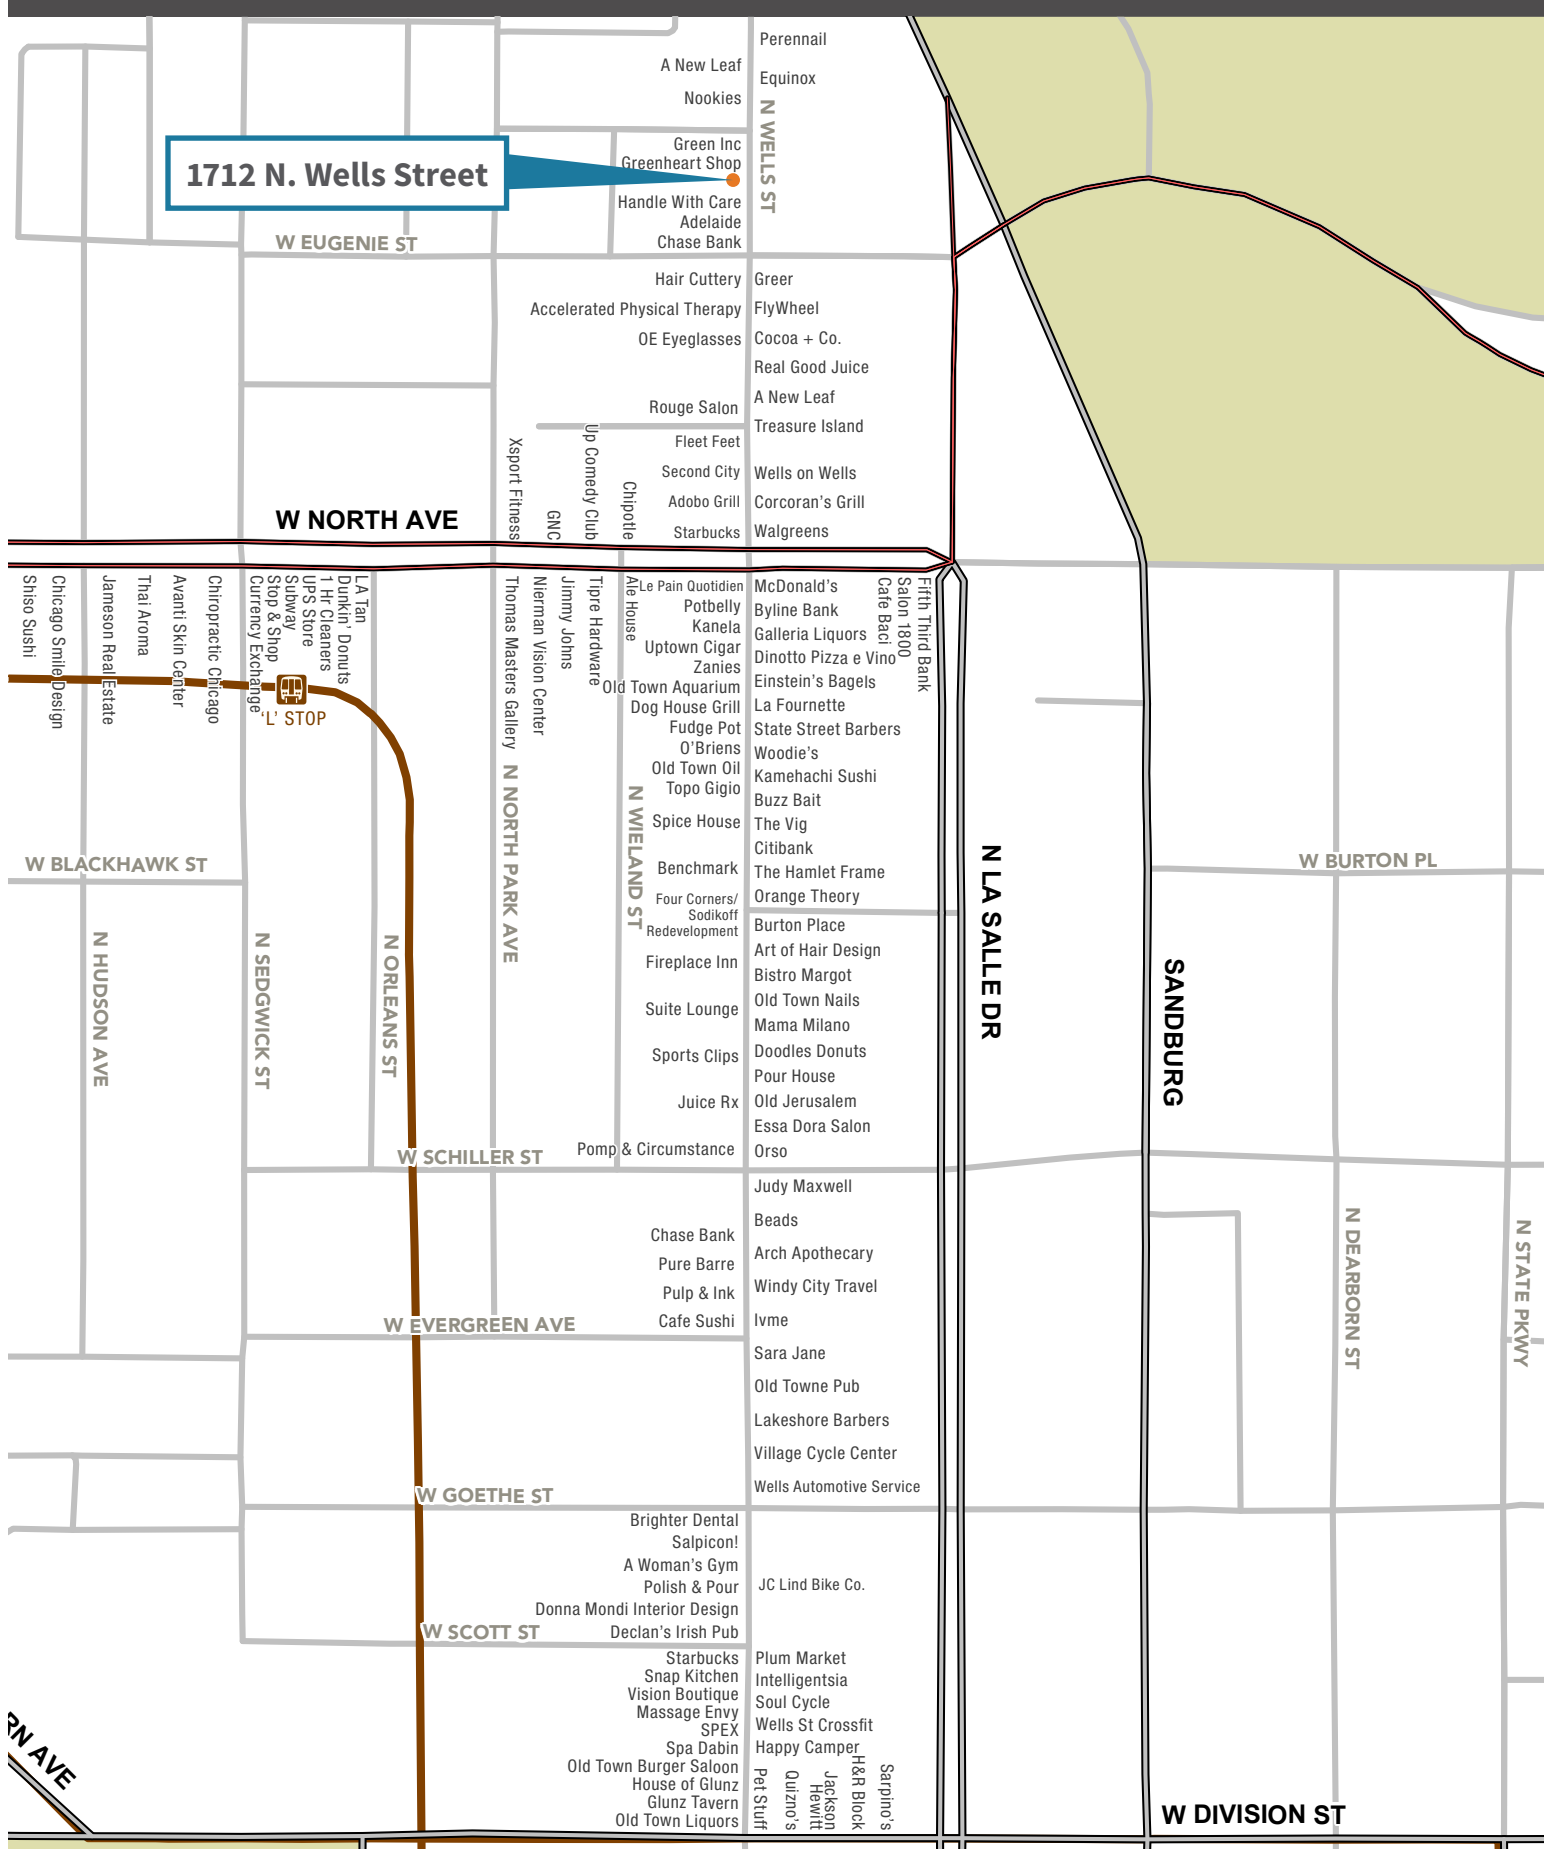 Perennail
A New Leaf
Equinox
Nookies
N WELLS ST
Green Inc
Greenheart Shop
1712 N. Wells Street
Handle With Care
Adelaide
Chase Bank
W EUGENIE ST
Hair Cuttery
Greer
Accelerated Physical Therapy
FlyWheel
OE Eyeglasses
Cocoa + Co.
Real Good Juice
A New Leaf
Rouge Salon
Treasure Island
Fleet Feet
Second City
Wells on Wells
Adobo Grill
Corcoran's Grill
Starbucks
Walgreens
Xsport Fitness
GNC
Up Comedy Club
Chipotle
W NORTH AVE
Shiso Sushi
Chicago Smile Design
Jameson Real Estate
Thai Aroma
Avanti Skin Center
Chiropractic Chicago
Currency Exchange
Stop & Shop
Subway
UPS Store
1 Hr Cleaners
Dunkin' Donuts
LA Tan
'L' STOP
Thomas Masters Gallery
Nierman Vision Center
Jimmy Johns
Tipre Hardware
Ale House
Le Pain Quotidien
Potbelly
Kanela
Uptown Cigar
Zanies
Old Town Aquarium
Dog House Grill
Fudge Pot
O'Briens
Old Town Oil
Topo Gigio
Spice House
Benchmark
Four Corners/
Sodikoff
Redevelopment
Fireplace Inn
Suite Lounge
Sports Clips
Juice Rx
Pomp & Circumstance
McDonald's
Byline Bank
Galleria Liquors
Dinotto Pizza e Vino
Einstein's Bagels
La Fournette
State Street Barbers
Woodie's
Kamehachi Sushi
Buzz Bait
The Vig
Citibank
The Hamlet Frame
Orange Theory
Burton Place
Art of Hair Design
Bistro Margot
Old Town Nails
Mama Milano
Doodles Donuts
Pour House
Old Jerusalem
Essa Dora Salon
Orso
Cafe Baci
Salon 1800
Fifth Third Bank
W BLACKHAWK ST
W BURTON PL
N HUDSON AVE
N SEDGWICK ST
N ORLEANS ST
N NORTH PARK AVE
N WIELAND ST
N LA SALLE DR
SANDBURG
W SCHILLER ST
Judy Maxwell
Beads
Chase Bank
Arch Apothecary
Pure Barre
Windy City Travel
Pulp & Ink
Cafe Sushi
Ivme
N DEARBORN ST
N STATE PKWY
W EVERGREEN AVE
Sara Jane
Old Towne Pub
Lakeshore Barbers
Village Cycle Center
Wells Automotive Service
W GOETHE ST
Brighter Dental
Salpicon!
A Woman's Gym
Polish & Pour
JC Lind Bike Co.
Donna Mondi Interior Design
Declan's Irish Pub
W SCOTT ST
Starbucks
Snap Kitchen
Vision Boutique
Massage Envy
SPEX
Spa Dabin
Old Town Burger Saloon
House of Glunz
Glunz Tavern
Old Town Liquors
Plum Market
Intelligentsia
Soul Cycle
Wells St Crossfit
Happy Camper
Pet Stuff
Quizno's
Jackson
Hewitt
H&R Block
Sarpino's
RN AVE
W DIVISION ST